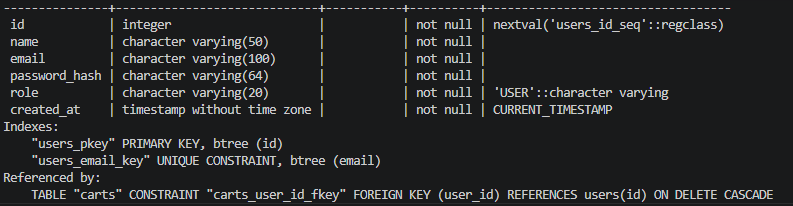 ---------------+-----------------------------+-----------+----------+-----------------------------------
 id            | integer                     |           | not null | nextval('users_id_seq'::regclass)
 name          | character varying(50)       |           | not null |
 email         | character varying(100)      |           | not null |
 password_hash | character varying(64)       |           | not null |
 role          | character varying(20)       |           | not null | 'USER'::character varying
 created_at    | timestamp without time zone |           | not null | CURRENT_TIMESTAMP
Indexes:
    "users_pkey" PRIMARY KEY, btree (id)
    "users_email_key" UNIQUE CONSTRAINT, btree (email)
Referenced by:
    TABLE "carts" CONSTRAINT "carts_user_id_fkey" FOREIGN KEY (user_id) REFERENCES users(id) ON DELETE CASCADE